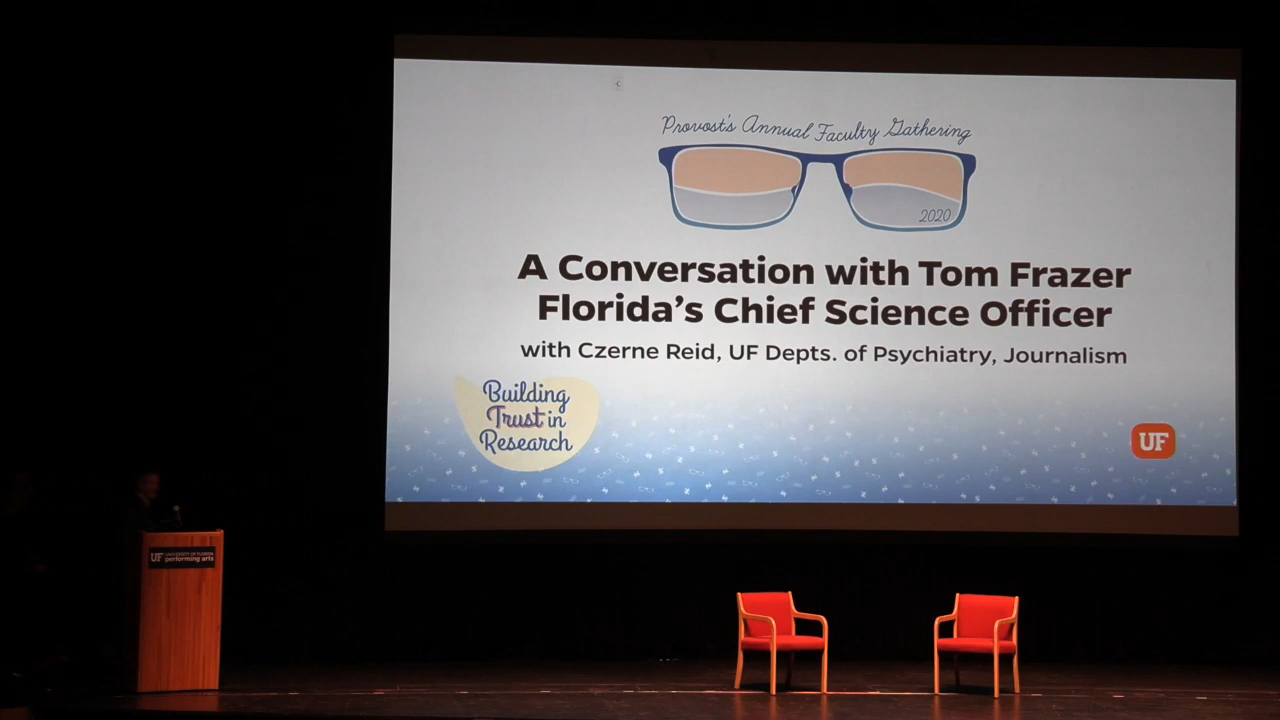 Provost's Annual Faculty Gathering
2020
A Conversation with Tom Frazer
Florida's Chief Science Officer
with Czerne Reid, UF Depts. of Psychiatry, Journalism
Building
Trust in
Research
UF
UF UNIVERSITY OF FLORIDA
performing arts